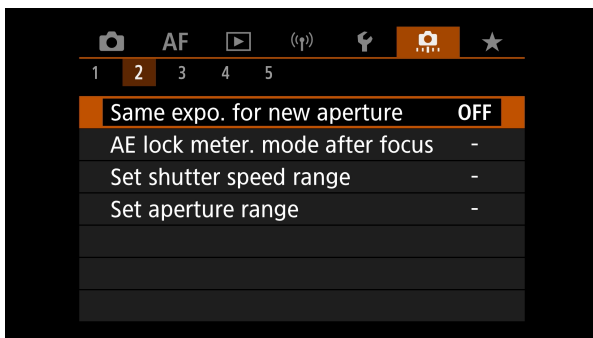 AF
1 2 3 4 5
Same expo. for new aperture OFF
AE lock meter. mode after focus -
Set shutter speed range -
Set aperture range -